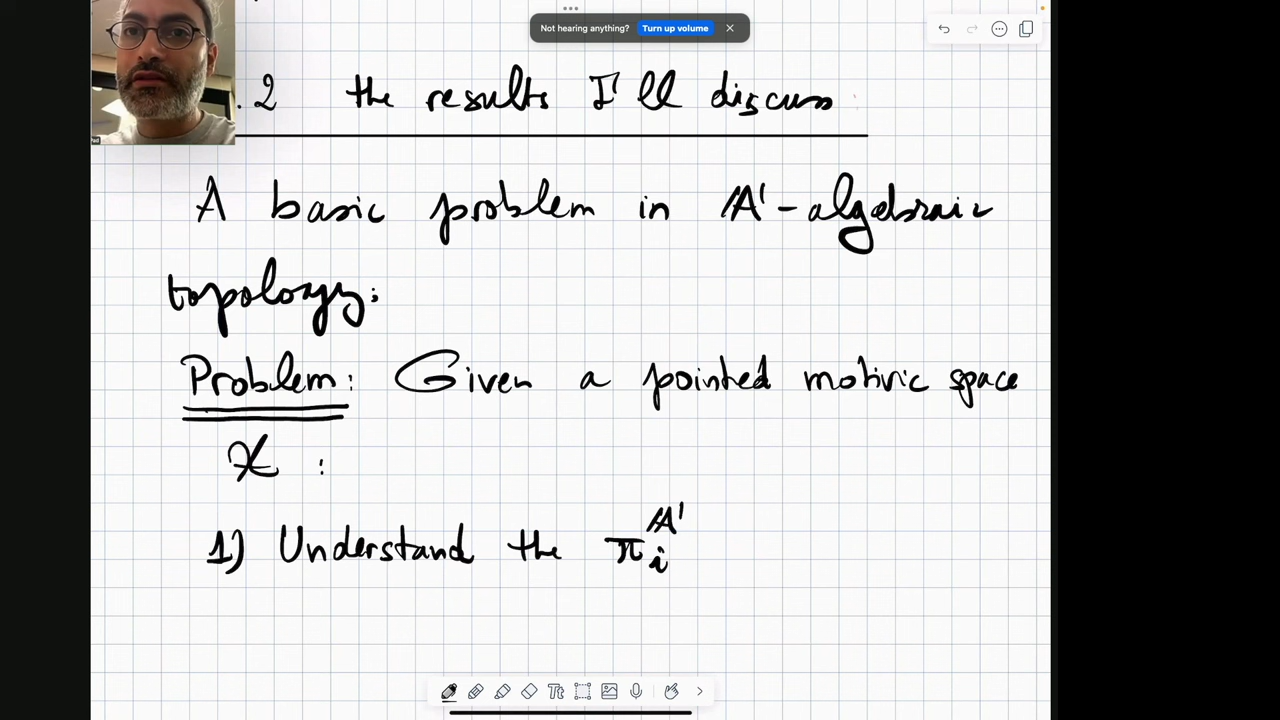 Not hearing anything? Turn up volume
.2 the results I'll discuss
A basic problem in A¹-algebraic
topology:
Problem: Given a pointed motivic space
𝒳 :
1) Understand the π_i^{A¹}
Tt